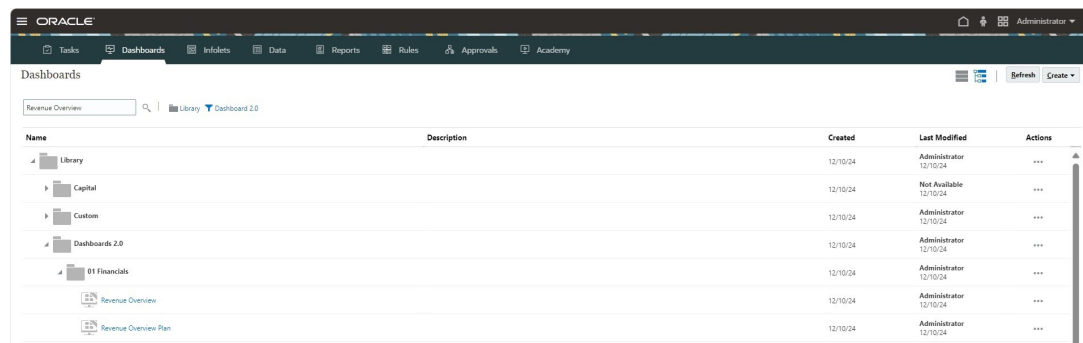 ORACLE
Administrator
Tasks Dashboards Infolets Data Reports Rules Approvals Academy
Dashboards
Refresh Create
Revenue Overview Library Dashboard 2.0
Name Description Created Last Modified Actions
Library 12/10/24 Administrator
12/10/24
Capital 12/10/24 Not Available
12/10/24
Custom 12/10/24 Administrator
12/10/24
Dashboards 2.0 12/10/24 Administrator
12/10/24
01 Financials 12/10/24 Administrator
12/10/24
Revenue Overview 12/10/24 Administrator
12/10/24
Revenue Overview Plan 12/10/24 Administrator
12/10/24